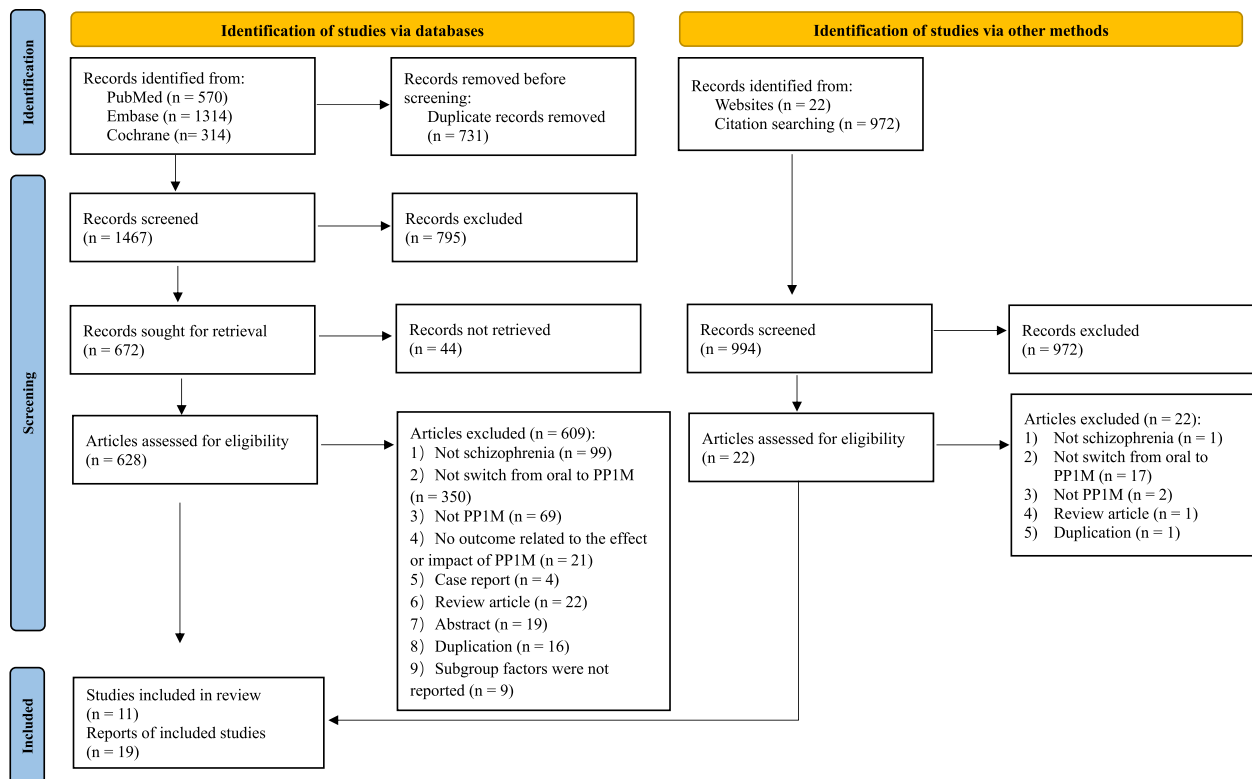 Identification of studies via databases
Identification of studies via other methods
Identification
Records identified from:
PubMed (n = 570)
Embase (n = 1314)
Cochrane (n= 314)
Records removed before
screening:
Duplicate records removed
(n = 731)
Records identified from:
Websites (n = 22)
Citation searching (n = 972)
Screening
Records screened
(n = 1467)
Records excluded
(n = 795)
Records sought for retrieval
(n = 672)
Records not retrieved
(n = 44)
Records screened
(n = 994)
Records excluded
(n = 972)
Articles assessed for eligibility
(n = 628)
Articles excluded (n = 609):
1）Not schizophrenia (n = 99)
2）Not switch from oral to PP1M
(n = 350)
3）Not PP1M (n = 69)
4）No outcome related to the effect
or impact of PP1M (n = 21)
5）Case report (n = 4)
6）Review article (n = 22)
7）Abstract (n = 19)
8）Duplication (n = 16)
9）Subgroup factors were not
reported (n = 9)
Articles assessed for eligibility
(n = 22)
Articles excluded (n = 22):
1) Not schizophrenia (n = 1)
2) Not switch from oral to
PP1M (n = 17)
3) Not PP1M (n = 2)
4) Review article (n = 1)
5) Duplication (n = 1)
Included
Studies included in review
(n = 11)
Reports of included studies
(n = 19)